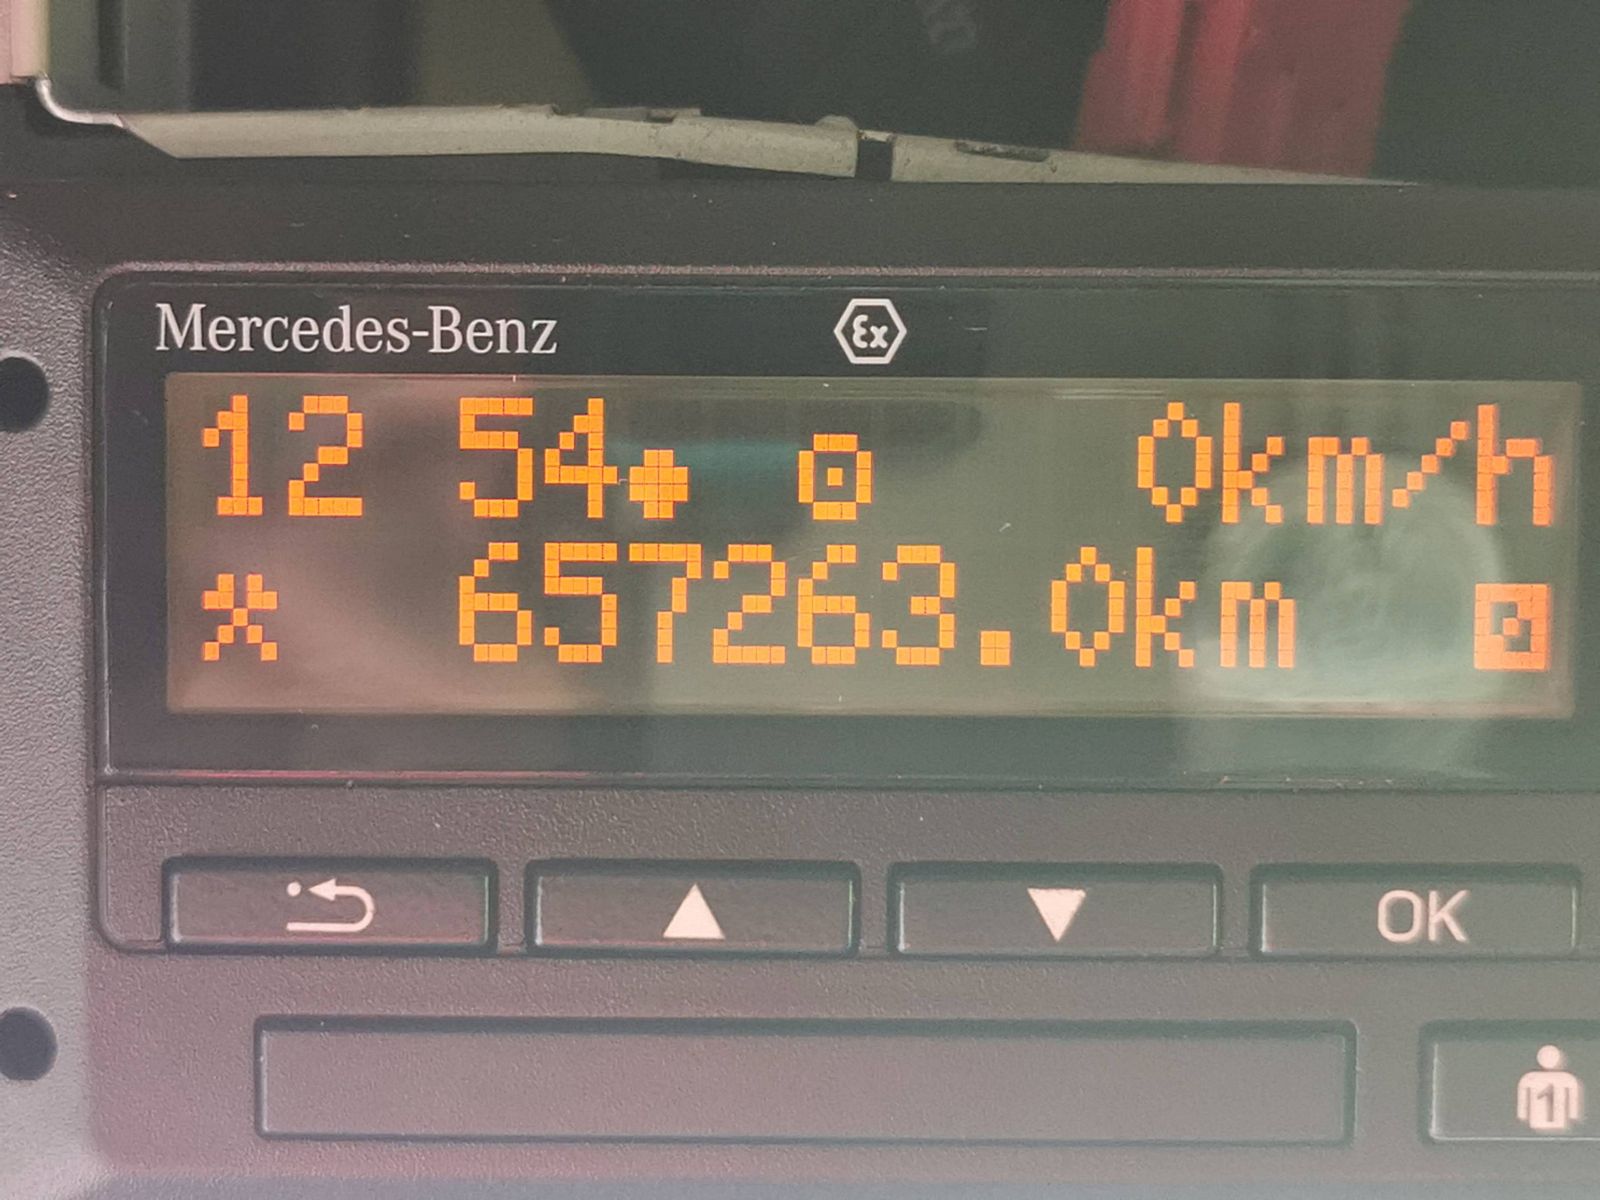 Mercedes-Benz
Ex
12 54 0km/h
657263.0km
OK
1